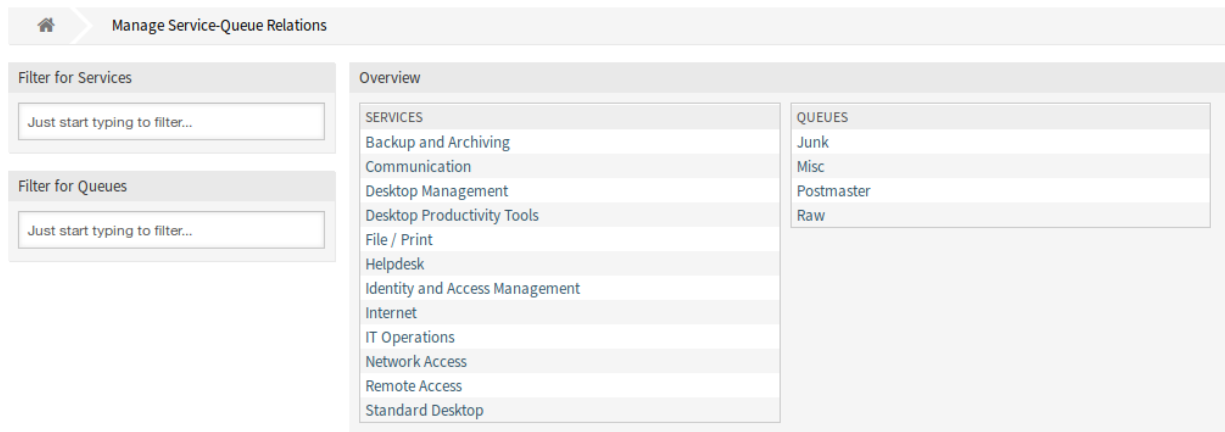 Manage Service-Queue Relations
Filter for Services
Just start typing to filter...
Filter for Queues
Just start typing to filter...
Overview
SERVICES
Backup and Archiving
Communication
Desktop Management
Desktop Productivity Tools
File / Print
Helpdesk
Identity and Access Management
Internet
IT Operations
Network Access
Remote Access
Standard Desktop
QUEUES
Junk
Misc
Postmaster
Raw